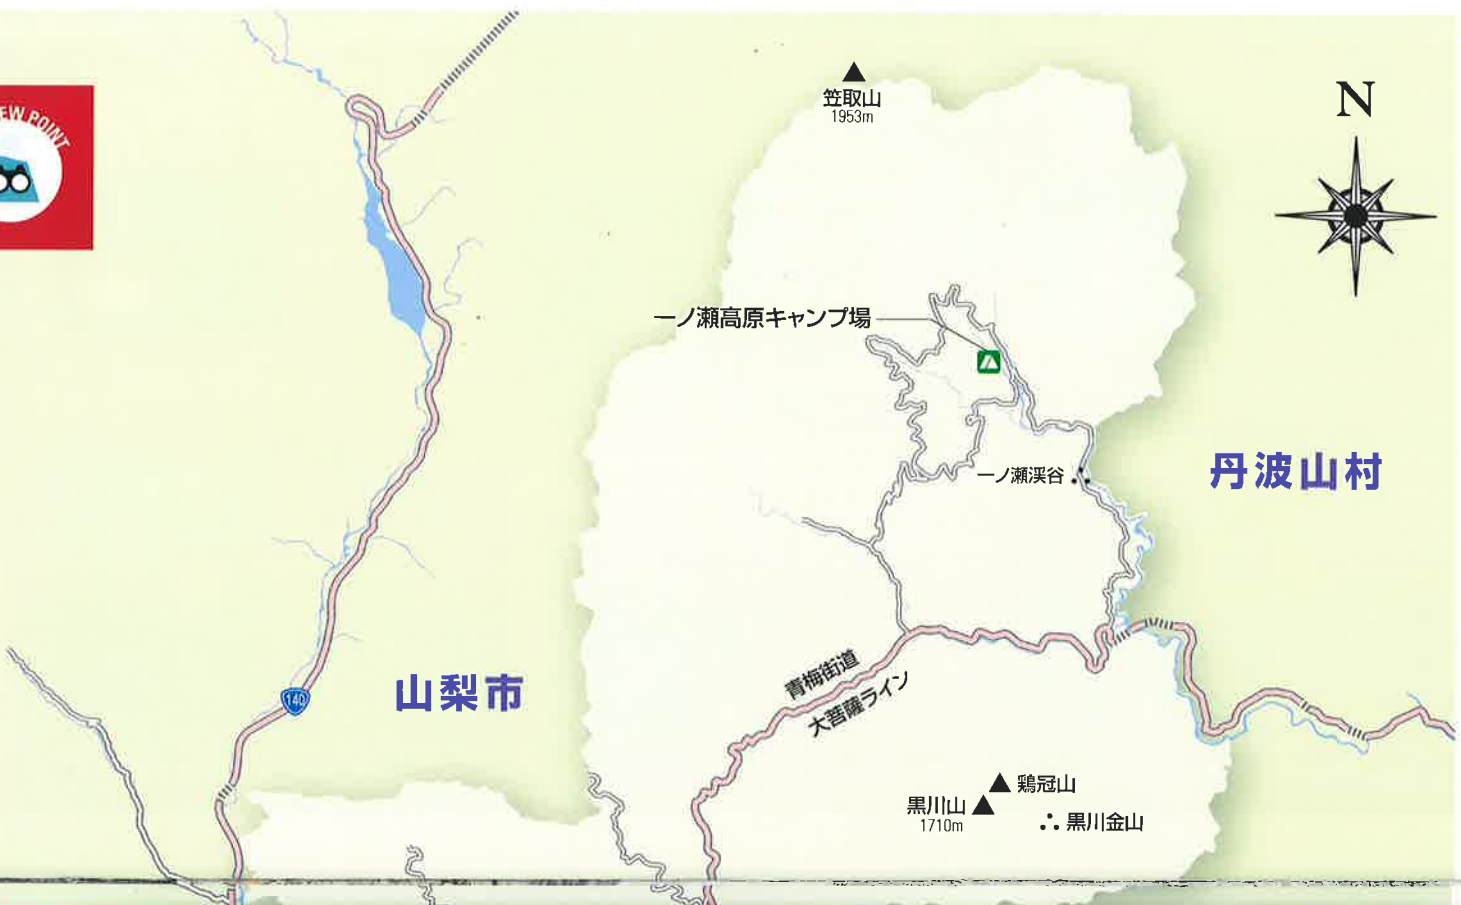 EW POINT
笠取山
1953m
N
一ノ瀬高原キャンプ場
一ノ瀬渓谷
丹波山村
青梅街道
大菩薩ライン
140
山梨市
鶏冠山
黒川山
1710m
黒川金山